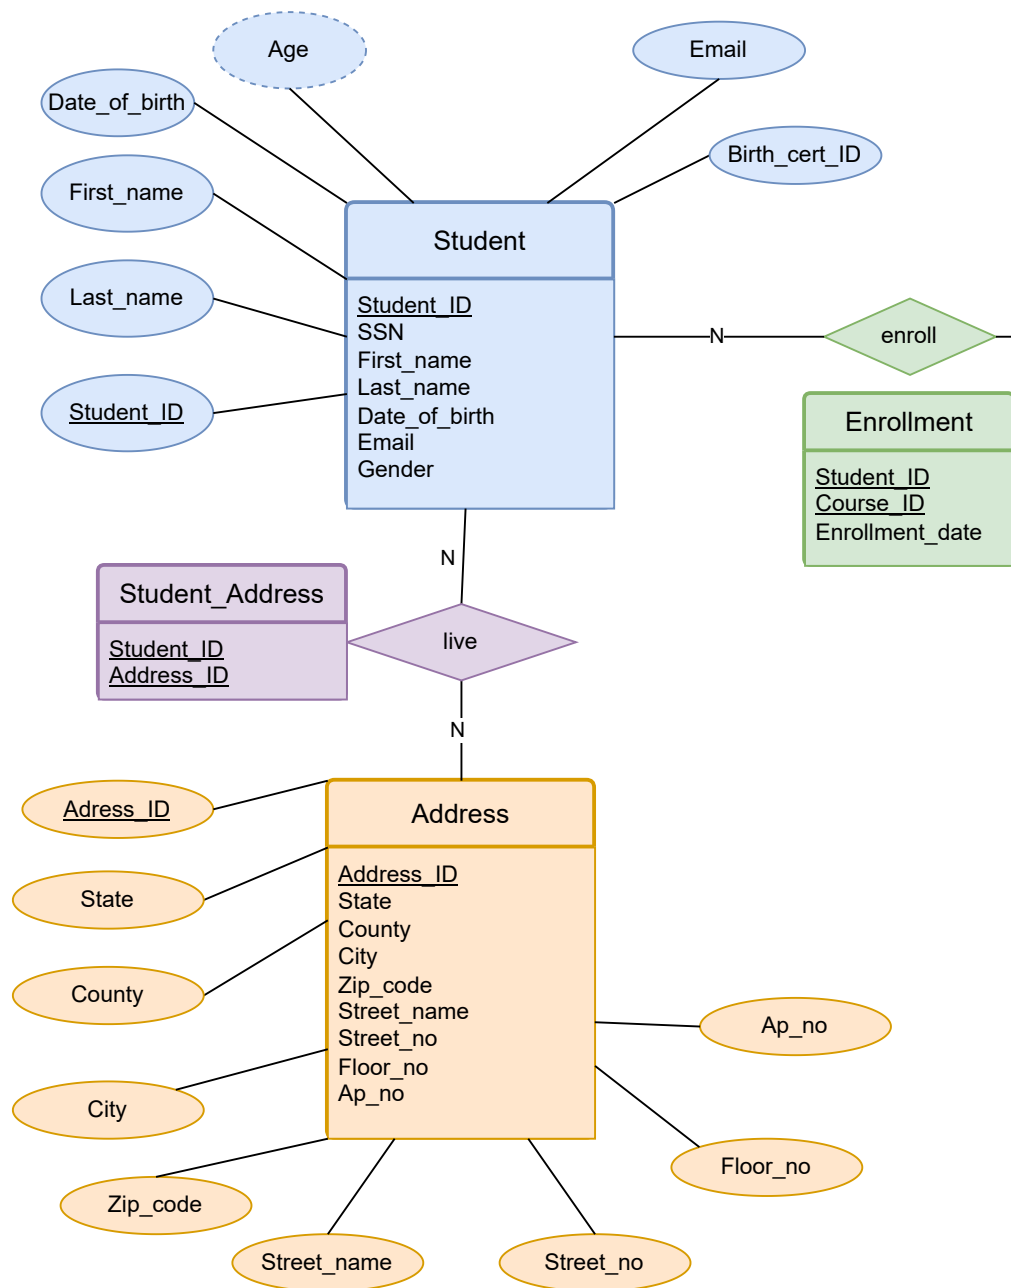 Age
Email
Date_of_birth
Birth_cert_ID
First_name
Last_name
Student_ID
Student
Student_ID
SSN
First_name
Last_name
Date_of_birth
Email
Gender
N
enroll
Enrollment
Student_ID
Course_ID
Enrollment_date
N
Student_Address
Student_ID
Address_ID
live
N
Adress_ID
State
County
City
Zip_code
Street_name
Street_no
Floor_no
Ap_no
Address
Address_ID
State
County
City
Zip_code
Street_name
Street_no
Floor_no
Ap_no